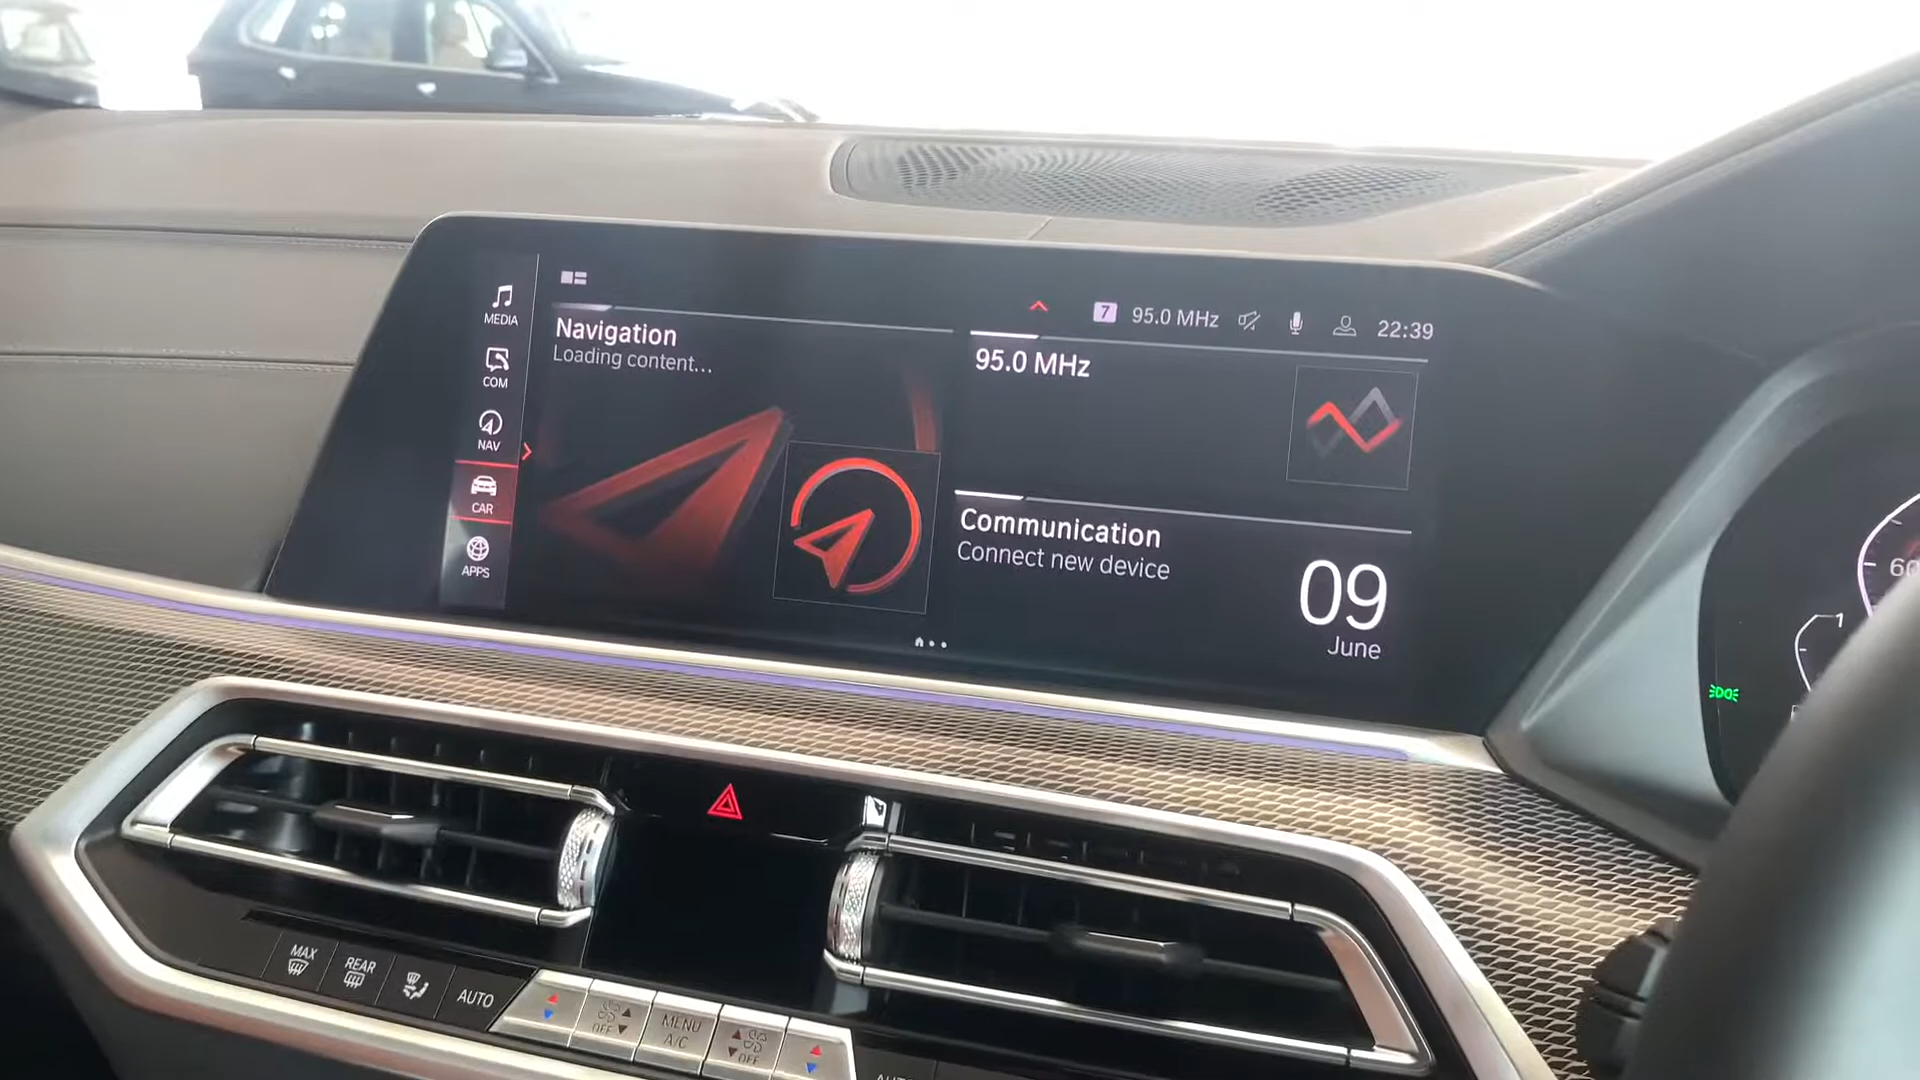 MEDIA
COM
NAV
CAR
APPS
Navigation
Loading content...
7 95.0 MHz 22:39
95.0 MHz
Communication
Connect new device
09
June
60
1
MAX
REAR
AUTO
OFF
MENU
A/C
OFF